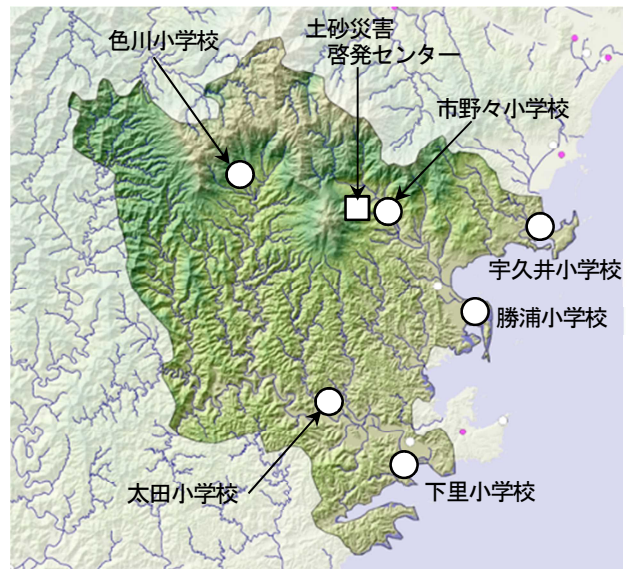 土砂災害
啓発センター
色川小学校
市野々小学校
宇久井小学校
勝浦小学校
太田小学校
下里小学校